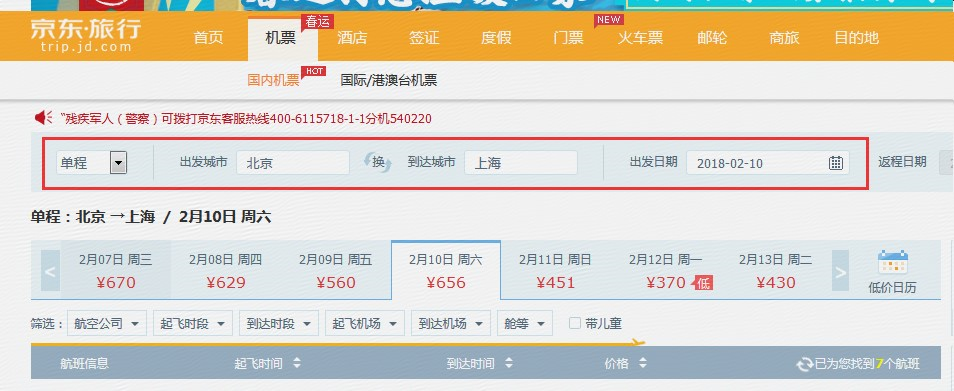 京东·旅行
trip.jd.com
首页
机票
春运
酒店
签证
度假
门票
NEW
火车票
邮轮
商旅
目的地
国内机票
HOT
国际/港澳台机票
"残疾军人（警察）可拨打京东客服热线400-6115718-1-1分机540220
单程
出发城市
北京
换
到达城市
上海
出发日期
2018-02-10
返程日期
单程：北京 →上海 / 2月10日 周六
<
2月07日 周三
¥670
2月08日 周四
¥629
2月09日 周五
¥560
2月10日 周六
¥656
2月11日 周日
¥451
2月12日 周一
¥370 低
2月13日 周二
¥430
>
低价日历
筛选：
航空公司
起飞时段
到达时段
起飞机场
到达机场
舱等
带儿童
航班信息
起飞时间
到达时间
价格
已为您找到7个航班